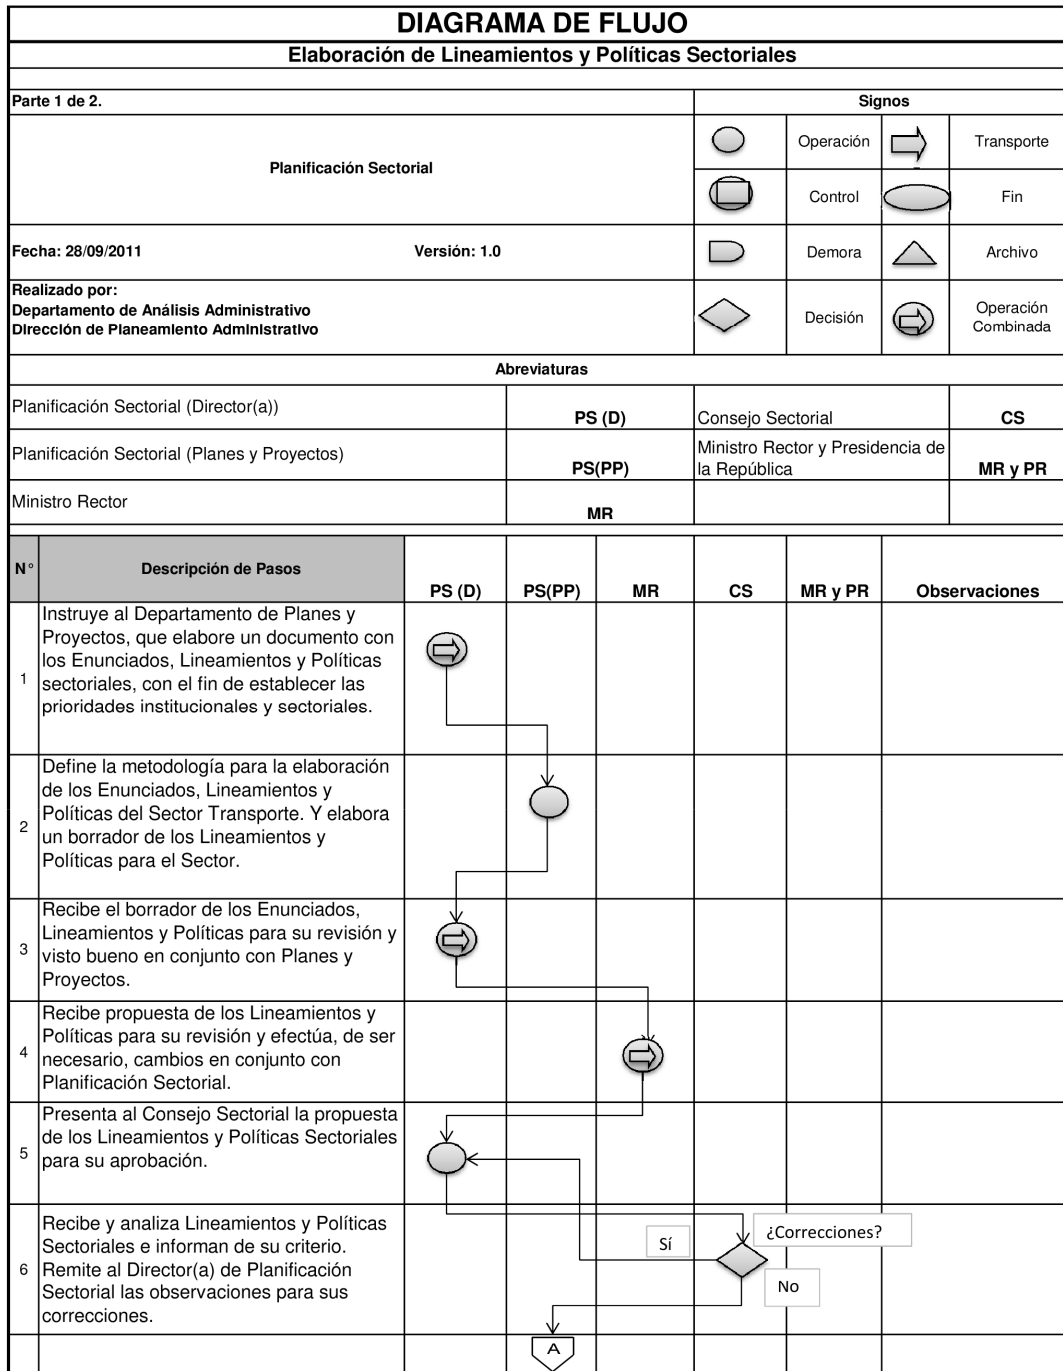 DIAGRAMA DE FLUJO
Elaboración de Lineamientos y Políticas Sectoriales
Parte 1 de 2.
Signos
Planificación Sectorial
Operación
Transporte
Control
Fin
Fecha: 28/09/2011
Versión: 1.0
Demora
Archivo
Realizado por:
Departamento de Análisis Administrativo
Dirección de Planeamiento Administrativo
Decisión
Operación
Combinada
Abreviaturas
Planificación Sectorial (Director(a))
PS (D)
Consejo Sectorial
CS
Planificación Sectorial (Planes y Proyectos)
PS(PP)
Ministro Rector y Presidencia de
la República
MR y PR
Ministro Rector
MR
N°
Descripción de Pasos
PS (D)
PS(PP)
MR
CS
MR y PR
Observaciones
1
Instruye al Departamento de Planes y
Proyectos, que elabore un documento con
los Enunciados, Lineamientos y Políticas
sectoriales, con el fin de establecer las
prioridades institucionales y sectoriales.
2
Define la metodología para la elaboración
de los Enunciados, Lineamientos y
Políticas del Sector Transporte. Y elabora
un borrador de los Lineamientos y
Políticas para el Sector.
3
Recibe el borrador de los Enunciados,
Lineamientos y Políticas para su revisión y
visto bueno en conjunto con Planes y
Proyectos.
4
Recibe propuesta de los Lineamientos y
Políticas para su revisión y efectúa, de ser
necesario, cambios en conjunto con
Planificación Sectorial.
5
Presenta al Consejo Sectorial la propuesta
de los Lineamientos y Políticas Sectoriales
para su aprobación.
6
Recibe y analiza Lineamientos y Políticas
Sectoriales e informan de su criterio.
Remite al Director(a) de Planificación
Sectorial las observaciones para sus
correcciones.
Sí
¿Correcciones?
No
A